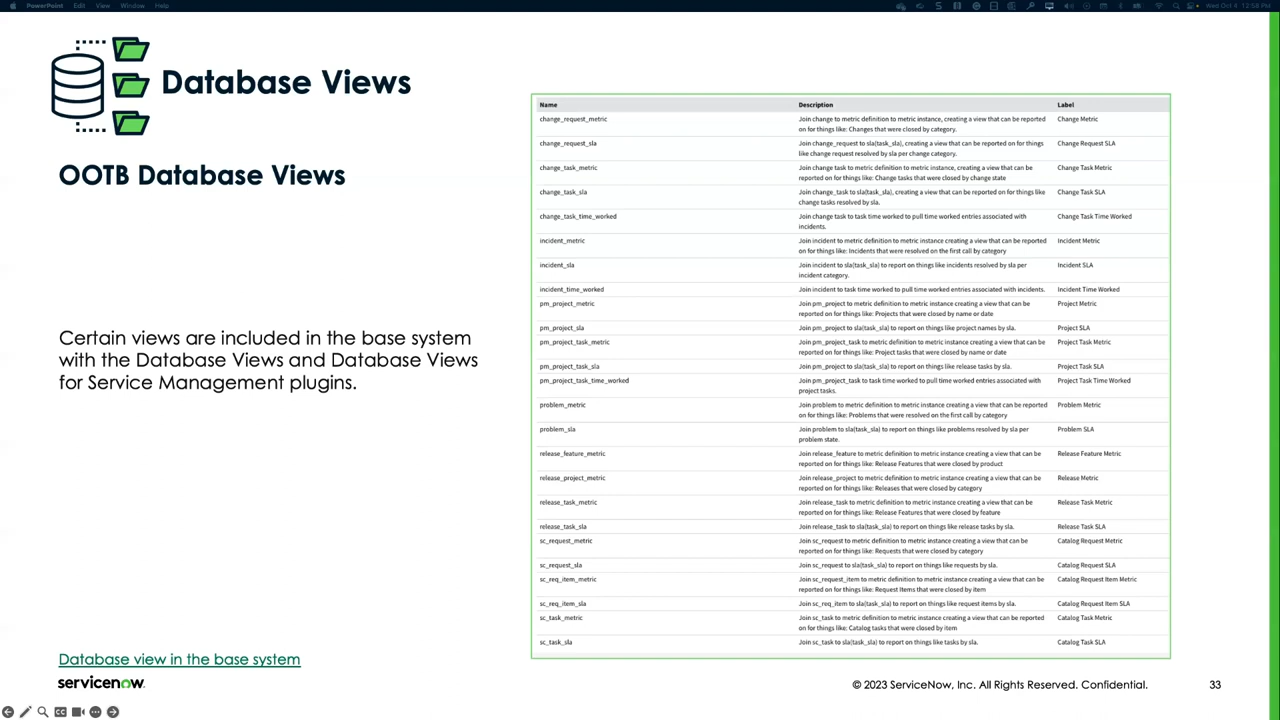 PowerPoint Edit View Window Help
Wed Oct 4 12:58 PM
Database Views
OOTB Database Views
Certain views are included in the base system
with the Database Views and Database Views
for Service Management plugins.
Name Description Label
change_request_metric Join change to metric definition to metric instance, creating a view that can be reported Change Metric
on for things like: Changes that were closed by category.
change_request_sla Join change_request to sla(task_sla), creating a view that can be reported on for things Change Request SLA
like change request resolved by sla per change category.
change_task_metric Join change task to metric definition to metric instance, creating a view that can be Change Task Metric
reported on for things like: Change tasks that were closed by change state
change_task_sla Join change_task to sla(task_sla), creating a view that can be reported on for things like Change Task SLA
change tasks resolved by sla.
change_task_time_worked Join change task to task time worked to pull time worked entries associated with Change Task Time Worked
incidents.
incident_metric Join incident to metric definition to metric instance creating a view that can be reported Incident Metric
on for things like: Incidents that were resolved on the first call by category
incident_sla Join incident to sla(task_sla) to report on things like incidents resolved by sla per Incident SLA
incident category.
incident_time_worked Join incident to task time worked to pull time worked entries associated with incidents. Incident Time Worked
pm_project_metric Join pm_project to metric definition to metric instance creating a view that can be Project Metric
reported on for things like: Projects that were closed by name or date
pm_project_sla Join pm_project to sla(task_sla) to report on things like project names by sla. Project SLA
pm_project_task_metric Join pm_project_task to metric definition to metric instance creating a view that can be Project Task Metric
reported on for things like: Project tasks that were closed by name or date
pm_project_task_sla Join pm_project to sla(task_sla) to report on things like release tasks by sla. Project Task SLA
pm_project_task_time_worked Join pm_project_task to task time worked to pull time worked entries associated with Project Task Time Worked
project tasks.
problem_metric Join problem to metric definition to metric instance creating a view that can be reported Problem Metric
on for things like: Problems that were resolved on the first call by category
problem_sla Join problem to sla(task_sla) to report on things like problems resolved by sla per Problem SLA
problem state.
release_feature_metric Join release_feature to metric definition to metric instance creating a view that can be Release Feature Metric
reported on for things like: Release Features that were closed by product
release_project_metric Join release_project to metric definition to metric instance creating a view that can be Release Metric
reported on for things like: Releases that were closed by category
release_task_metric Join release_task to metric definition to metric instance creating a view that can be Release Task Metric
reported on for things like: Release Features that were closed by feature
release_task_sla Join release_task to sla(task_sla) to report on things like release tasks by sla. Release Task SLA
sc_request_metric Join sc_request to metric definition to metric instance creating a view that can be Catalog Request Metric
reported on for things like: Requests that were closed by category
sc_request_sla Join sc_request to sla(task_sla) to report on things like requests by sla. Catalog Request SLA
sc_req_item_metric Join sc_request_item to metric definition to metric instance creating a view that can be Catalog Request Item Metric
reported on for things like: Request Items that were closed by item
sc_req_item_sla Join sc_req_item to sla(task_sla) to report on things like request items by sla. Catalog Request Item SLA
sc_task_metric Join sc_task to metric definition to metric instance creating a view that can be reported Catalog Task Metric
on for things like: Catalog tasks that were closed by item
sc_task_sla Join sc_task to sla(task_sla) to report on things like tasks by sla. Catalog Task SLA
Database view in the base system
servicenow.
© 2023 ServiceNow, Inc. All Rights Reserved. Confidential. 33